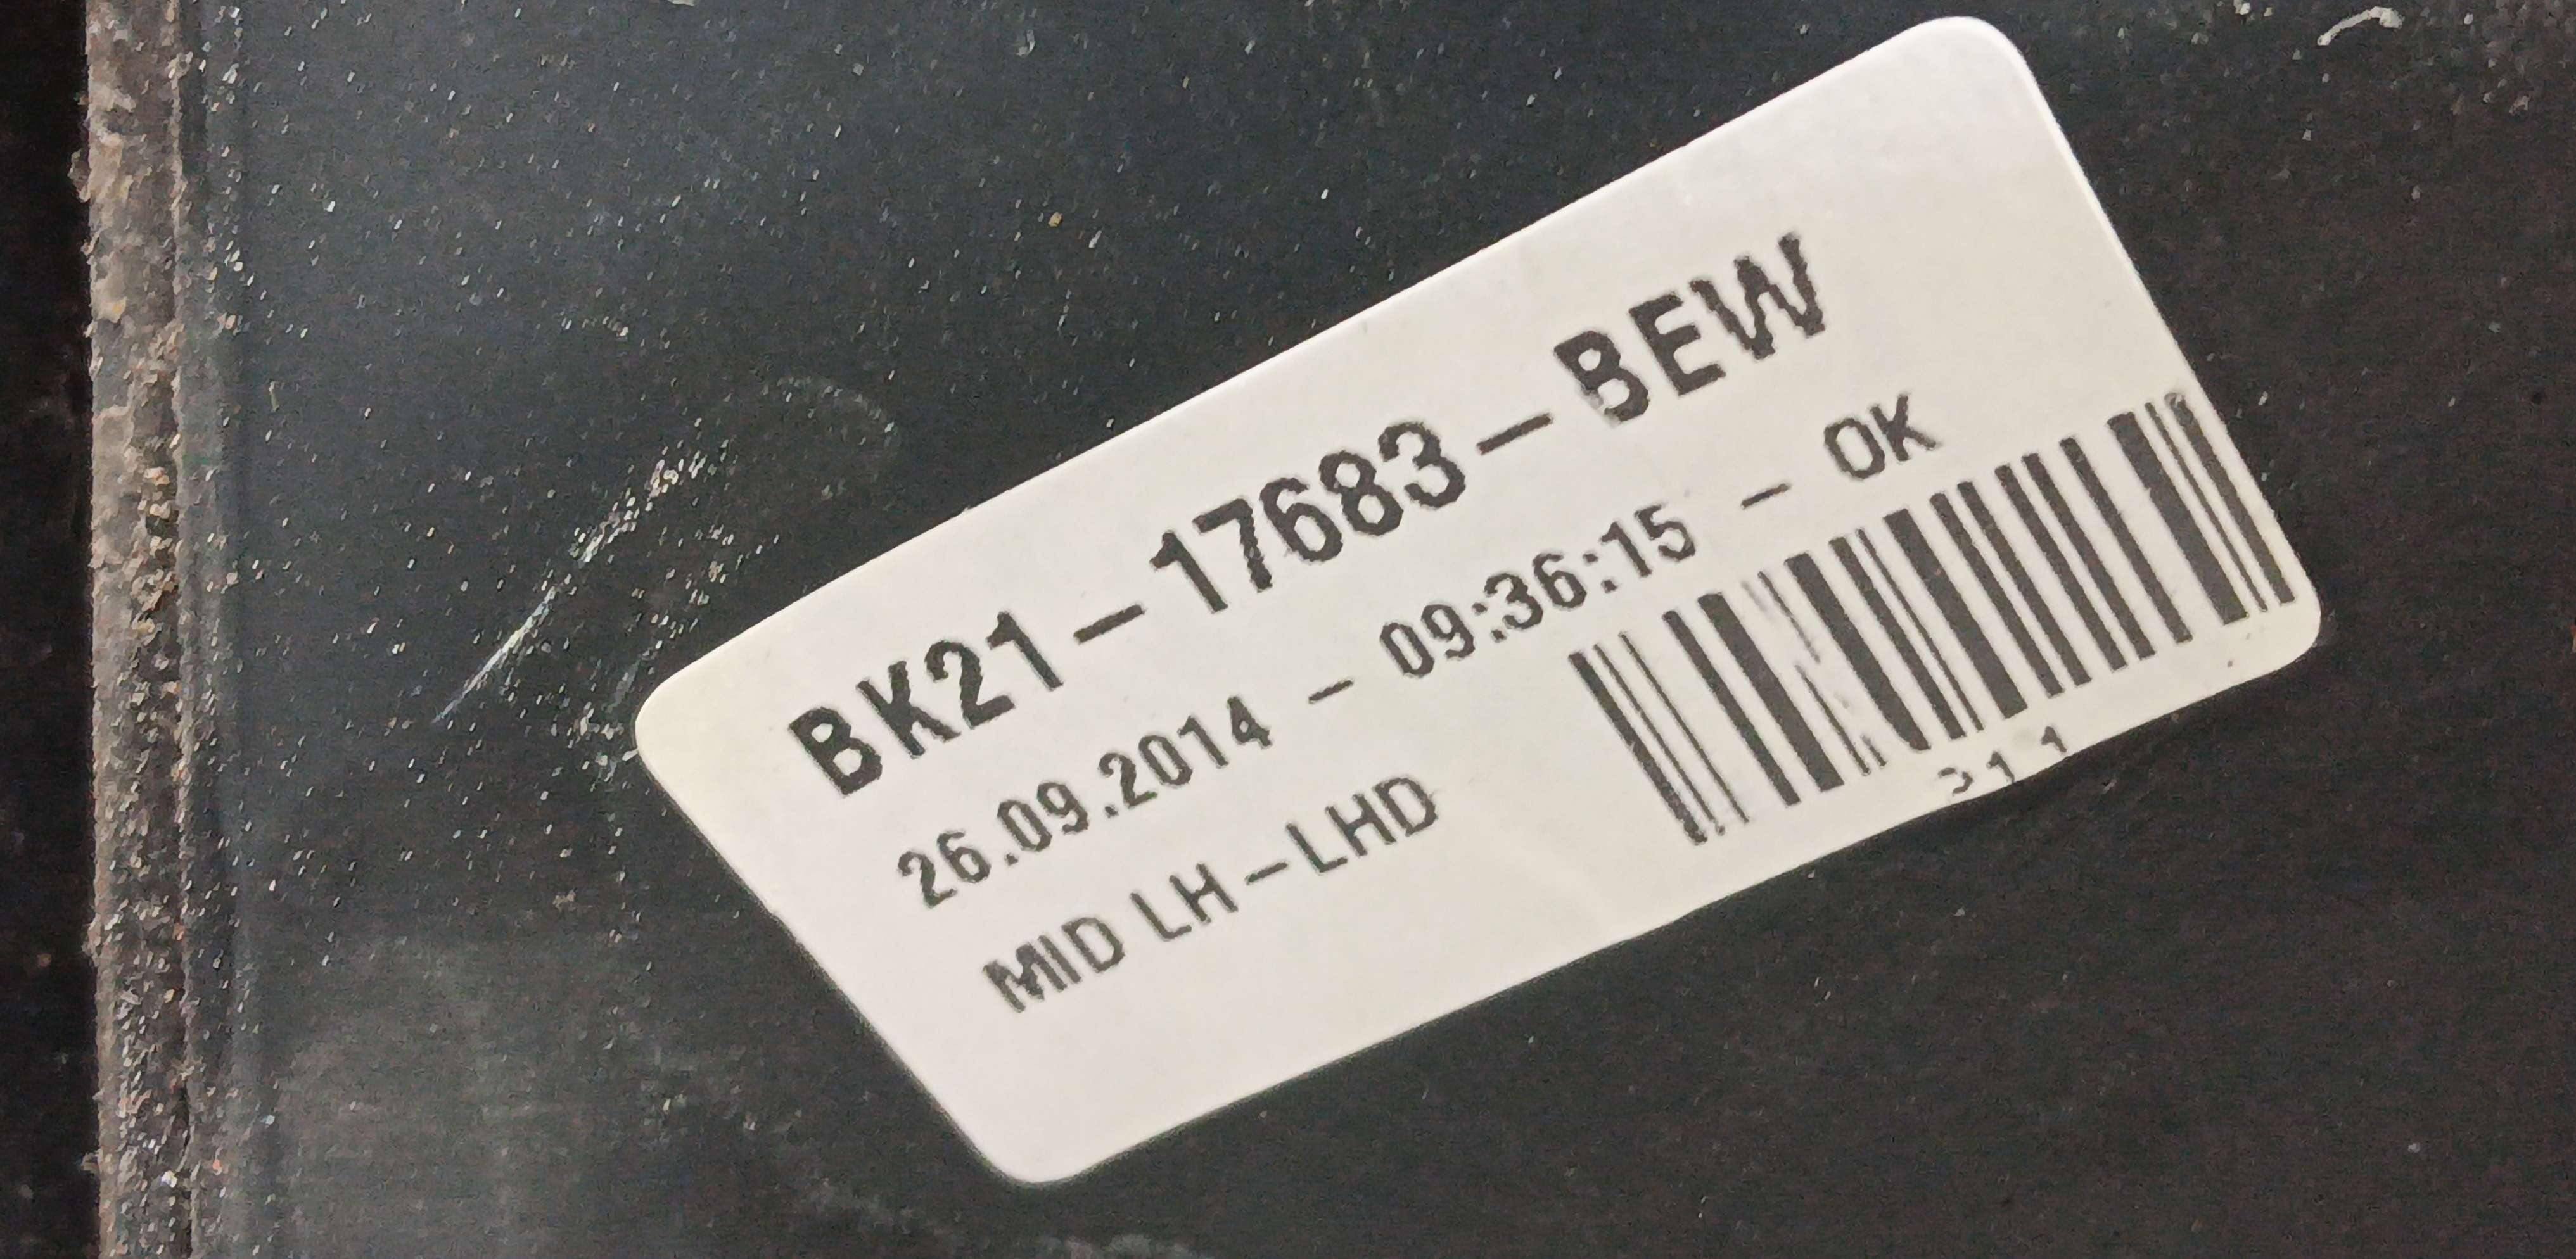 BK21-17683-BEW
26.09.2014 - 09:36:15 - OK
MID LH-LHD